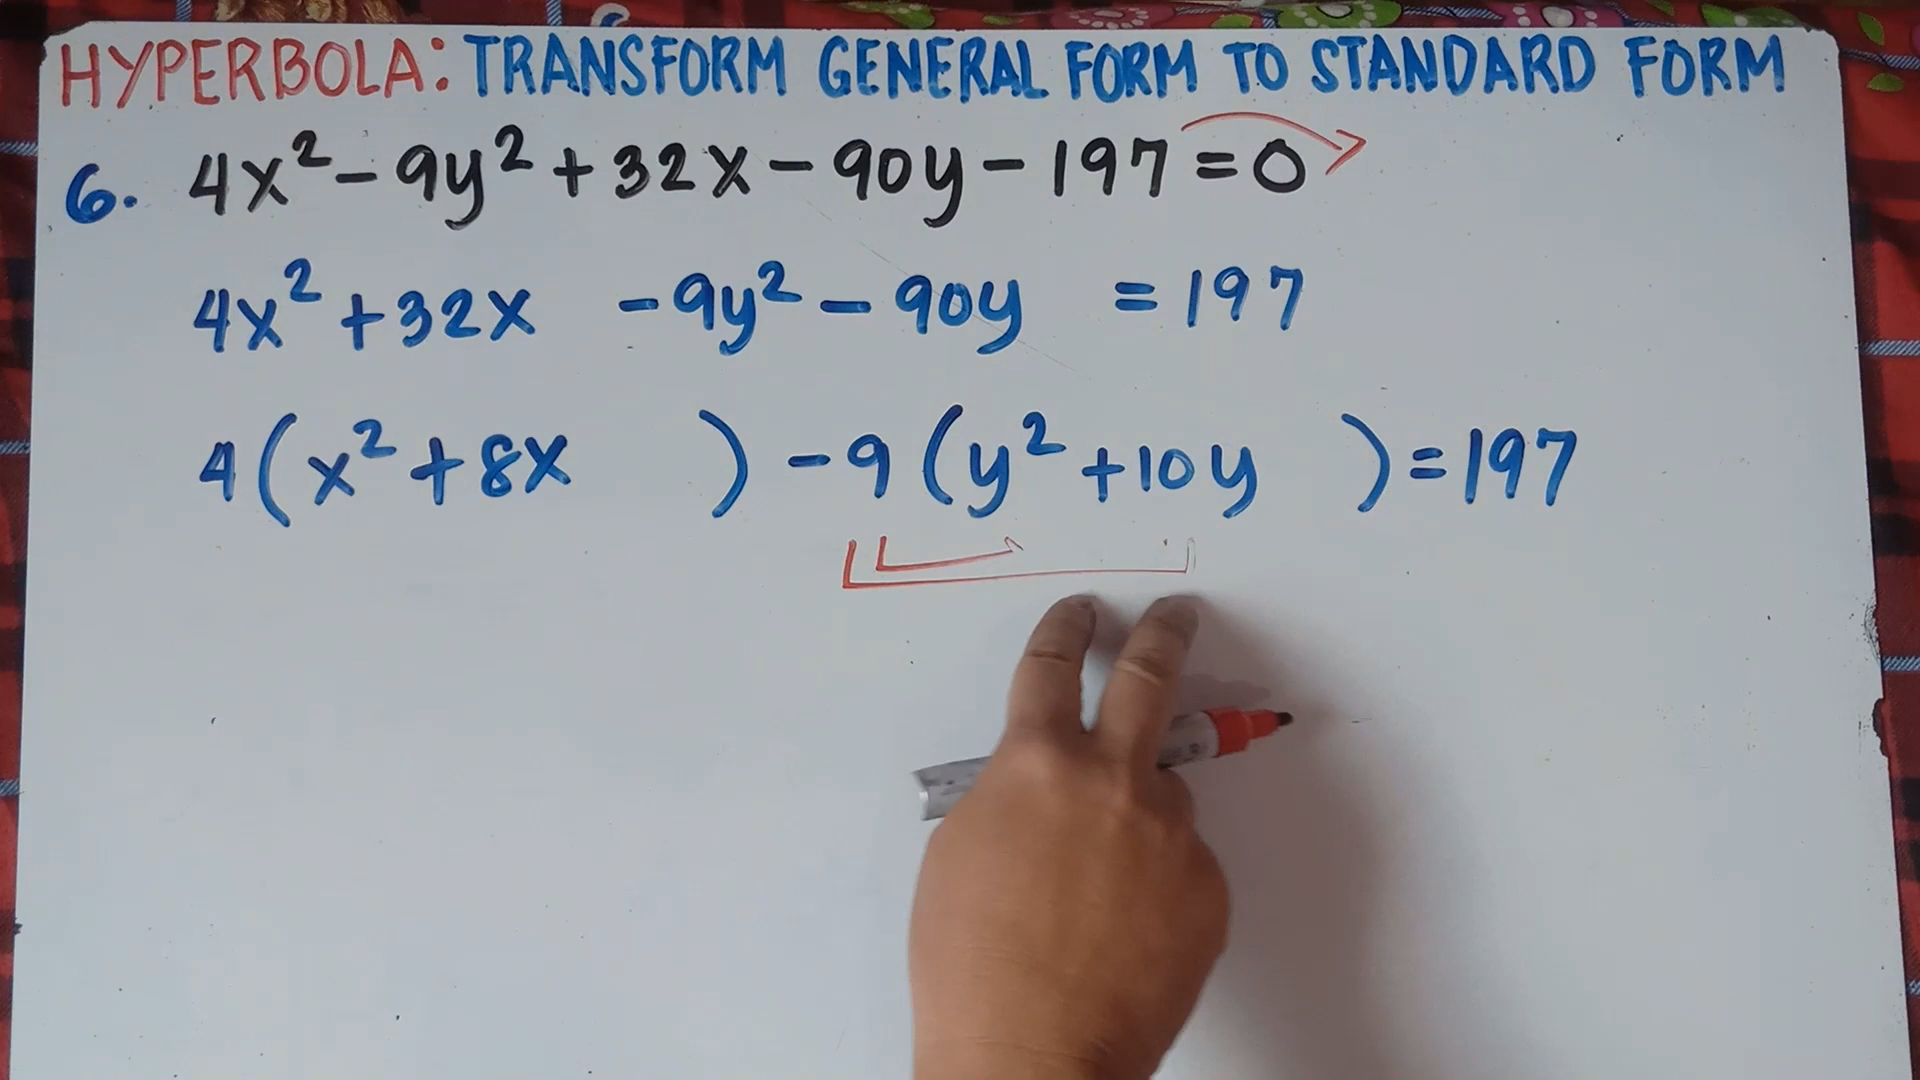 HYPERBOLA: TRANSFORM GENERAL FORM TO STANDARD FORM
6. 4x² - 9y² + 32x - 90y - 197 = 0
4x² + 32x - 9y² - 90y = 197
4(x² + 8x ) - 9(y² + 10y ) = 197